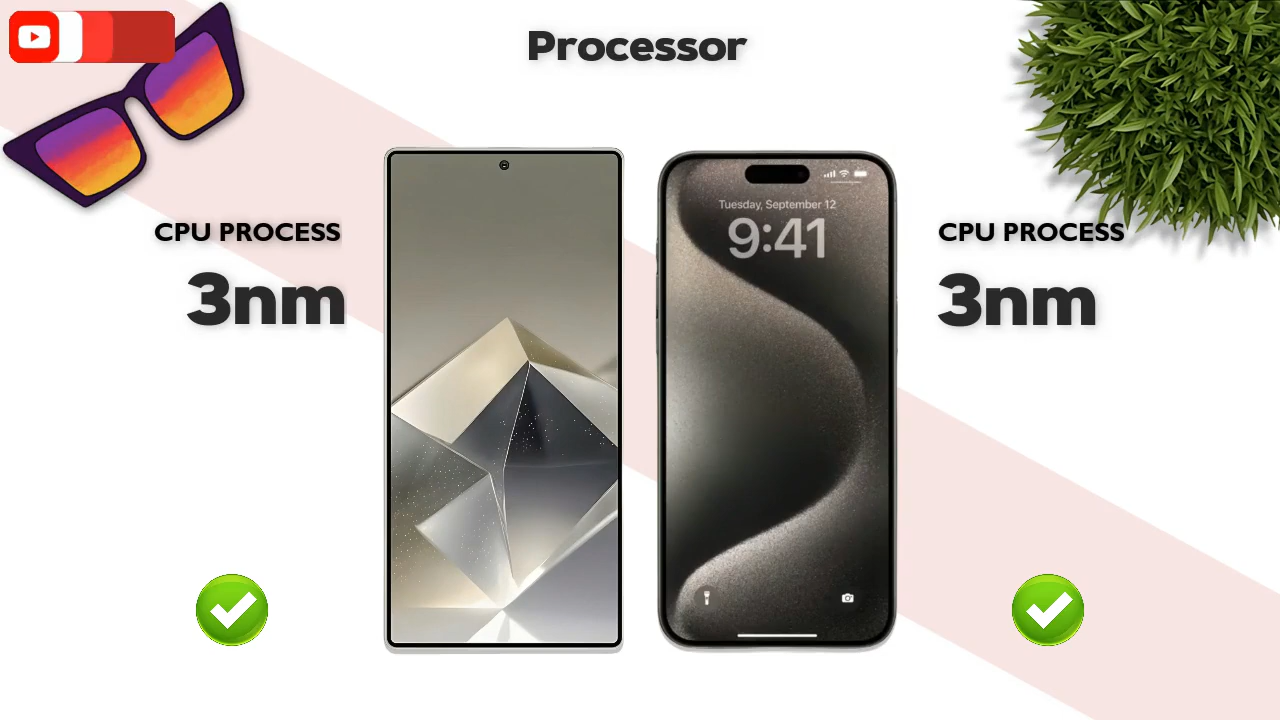 Processor
CPU PROCESS
3nm
Tuesday, September 12
9:41
CPU PROCESS
3nm